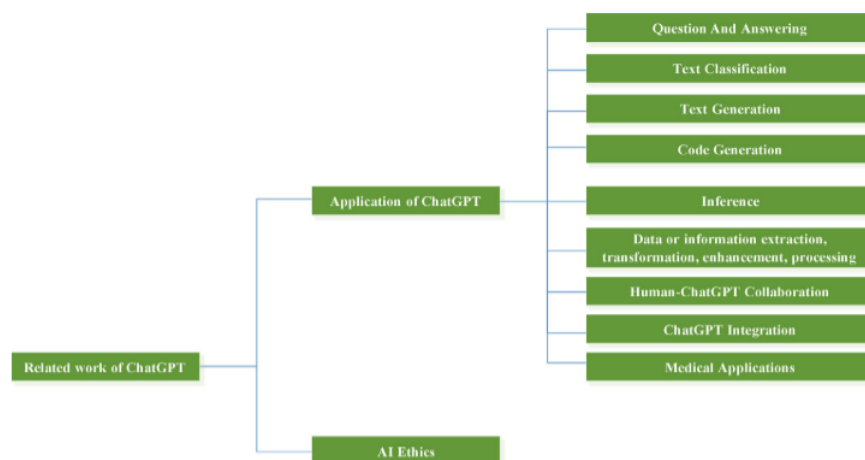 Question And Answering
Text Classification
Text Generation
Code Generation
Application of ChatGPT
Inference
Data or information extraction,
transformation, enhancement, processing
Human-ChatGPT Collaboration
ChatGPT Integration
Related work of ChatGPT
Medical Applications
AI Ethics